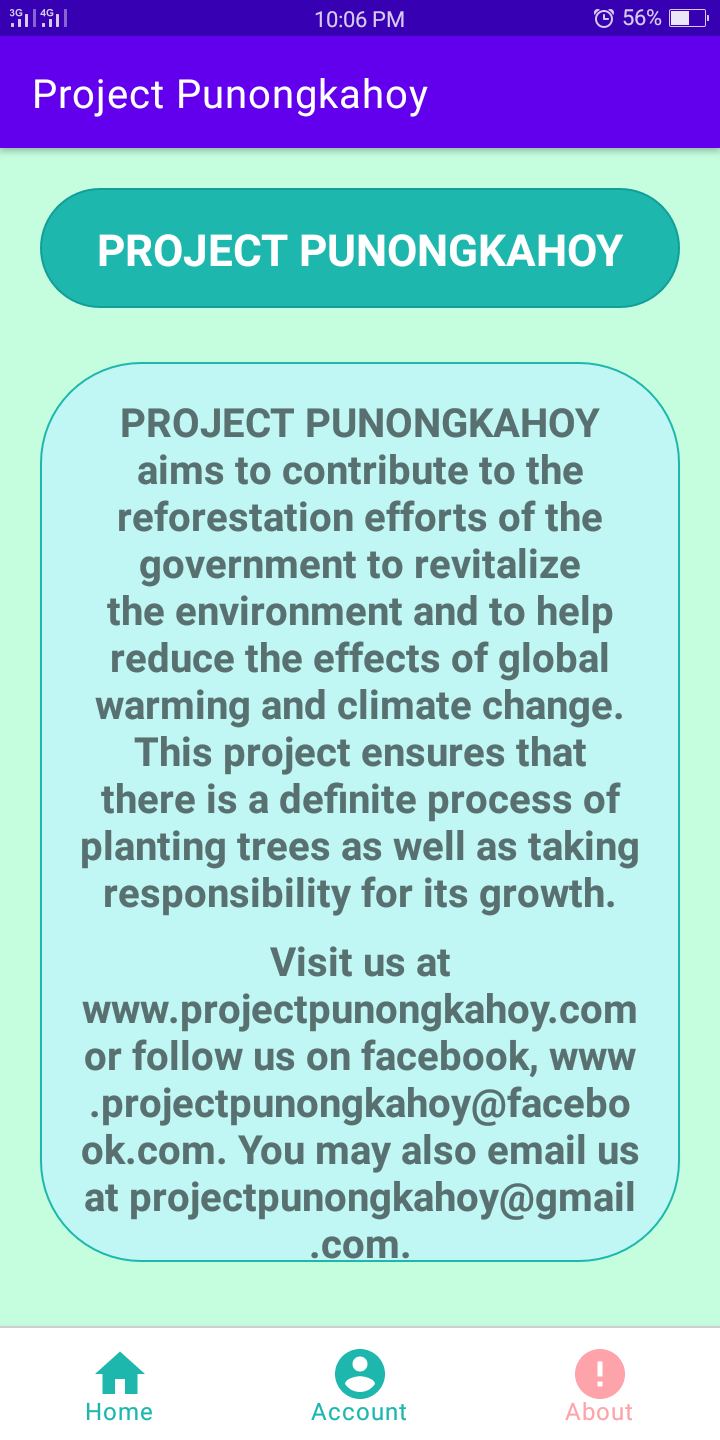 3G 4G 10:06 PM 56%
Project Punongkahoy
PROJECT PUNONGKAHOY
PROJECT PUNONGKAHOY
aims to contribute to the
reforestation efforts of the
government to revitalize
the environment and to help
reduce the effects of global
warming and climate change.
This project ensures that
there is a definite process of
planting trees as well as taking
responsibility for its growth.
Visit us at
www.projectpunongkahoy.com
or follow us on facebook, www
.projectpunongkahoy@facebo
ok.com. You may also email us
at projectpunongkahoy@gmail
.com.
Home Account About